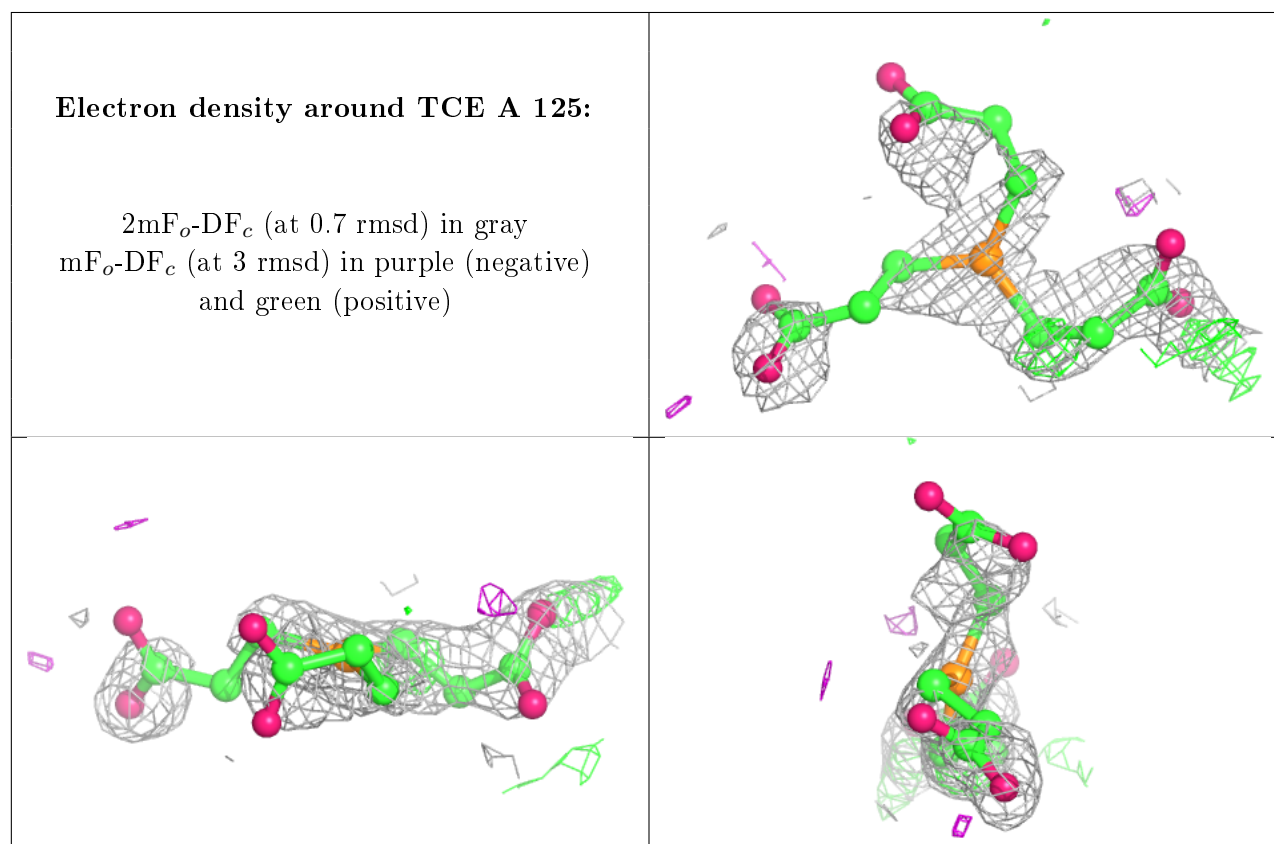 Electron density around TCE A 125:
2mFo-DFc (at 0.7 rmsd) in gray
mFo-DFc (at 3 rmsd) in purple (negative)
and green (positive)